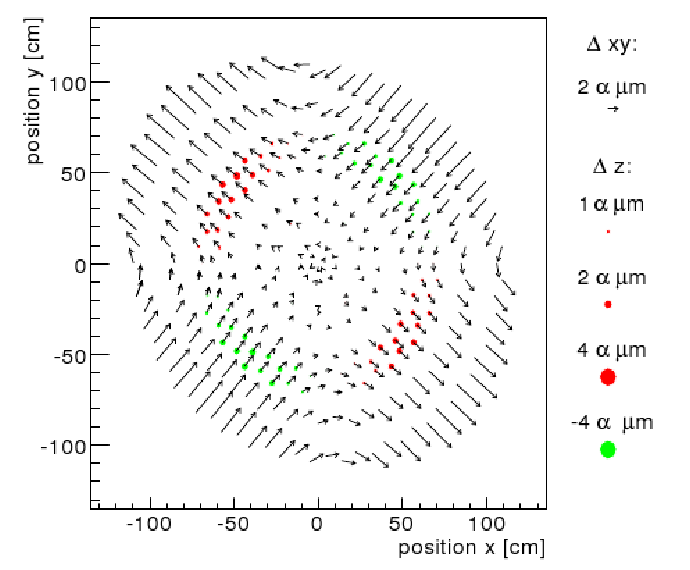 position y [cm]
100
50
0
-50
-100
-100 -50 0 50 100
position x [cm]
Δ xy:
2 α μm
Δ z:
1 α μm
2 α μm
4 α μm
-4 α μm